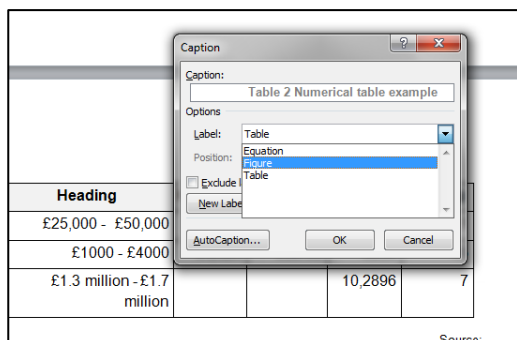 Caption
Caption:
Table 2 Numerical table example
Options
Label: Table
Equation
Figure
Table
Position:
Exclude
New Labe
AutoCaption... OK Cancel
Heading
£25,000 - £50,000
£1000 - £4000
£1.3 million - £1.7 10,2896 7
million
Source: